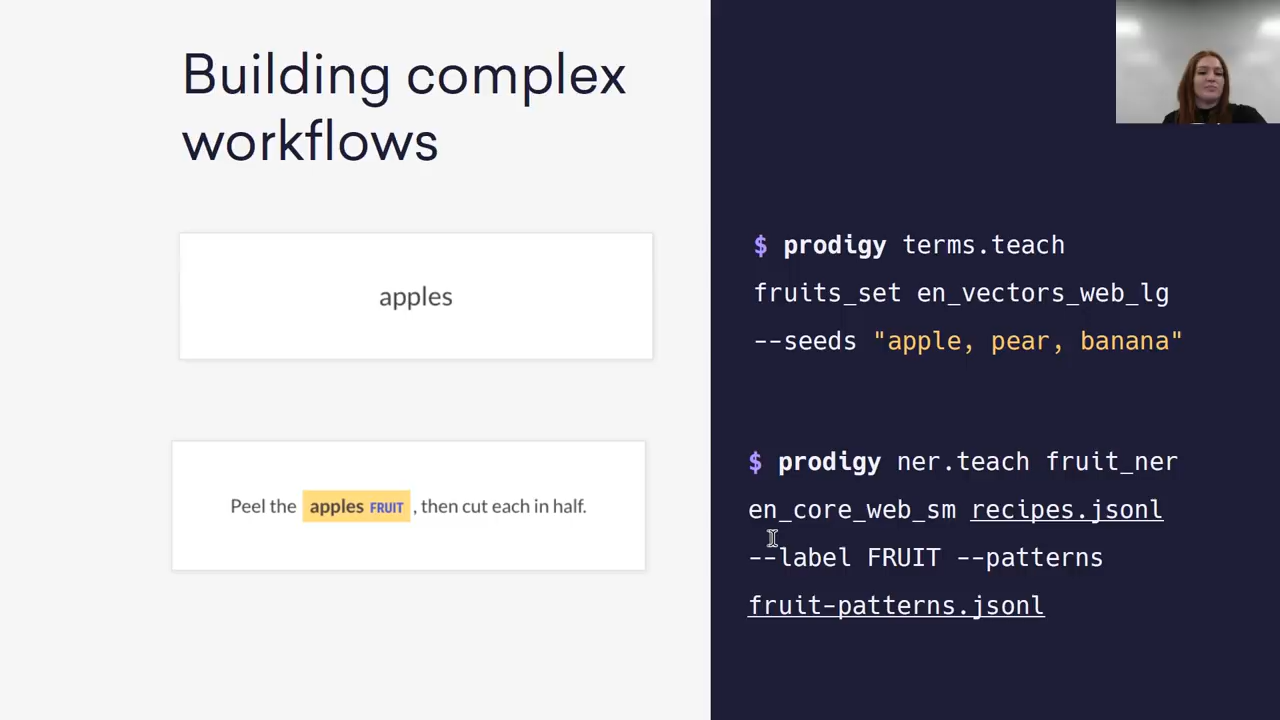 Building complex
workflows
apples
Peel the apples FRUIT , then cut each in half.
$ prodigy terms.teach
fruits_set en_vectors_web_lg
--seeds "apple, pear, banana"
$ prodigy ner.teach fruit_ner
en_core_web_sm recipes.jsonl
--label FRUIT --patterns
fruit-patterns.jsonl